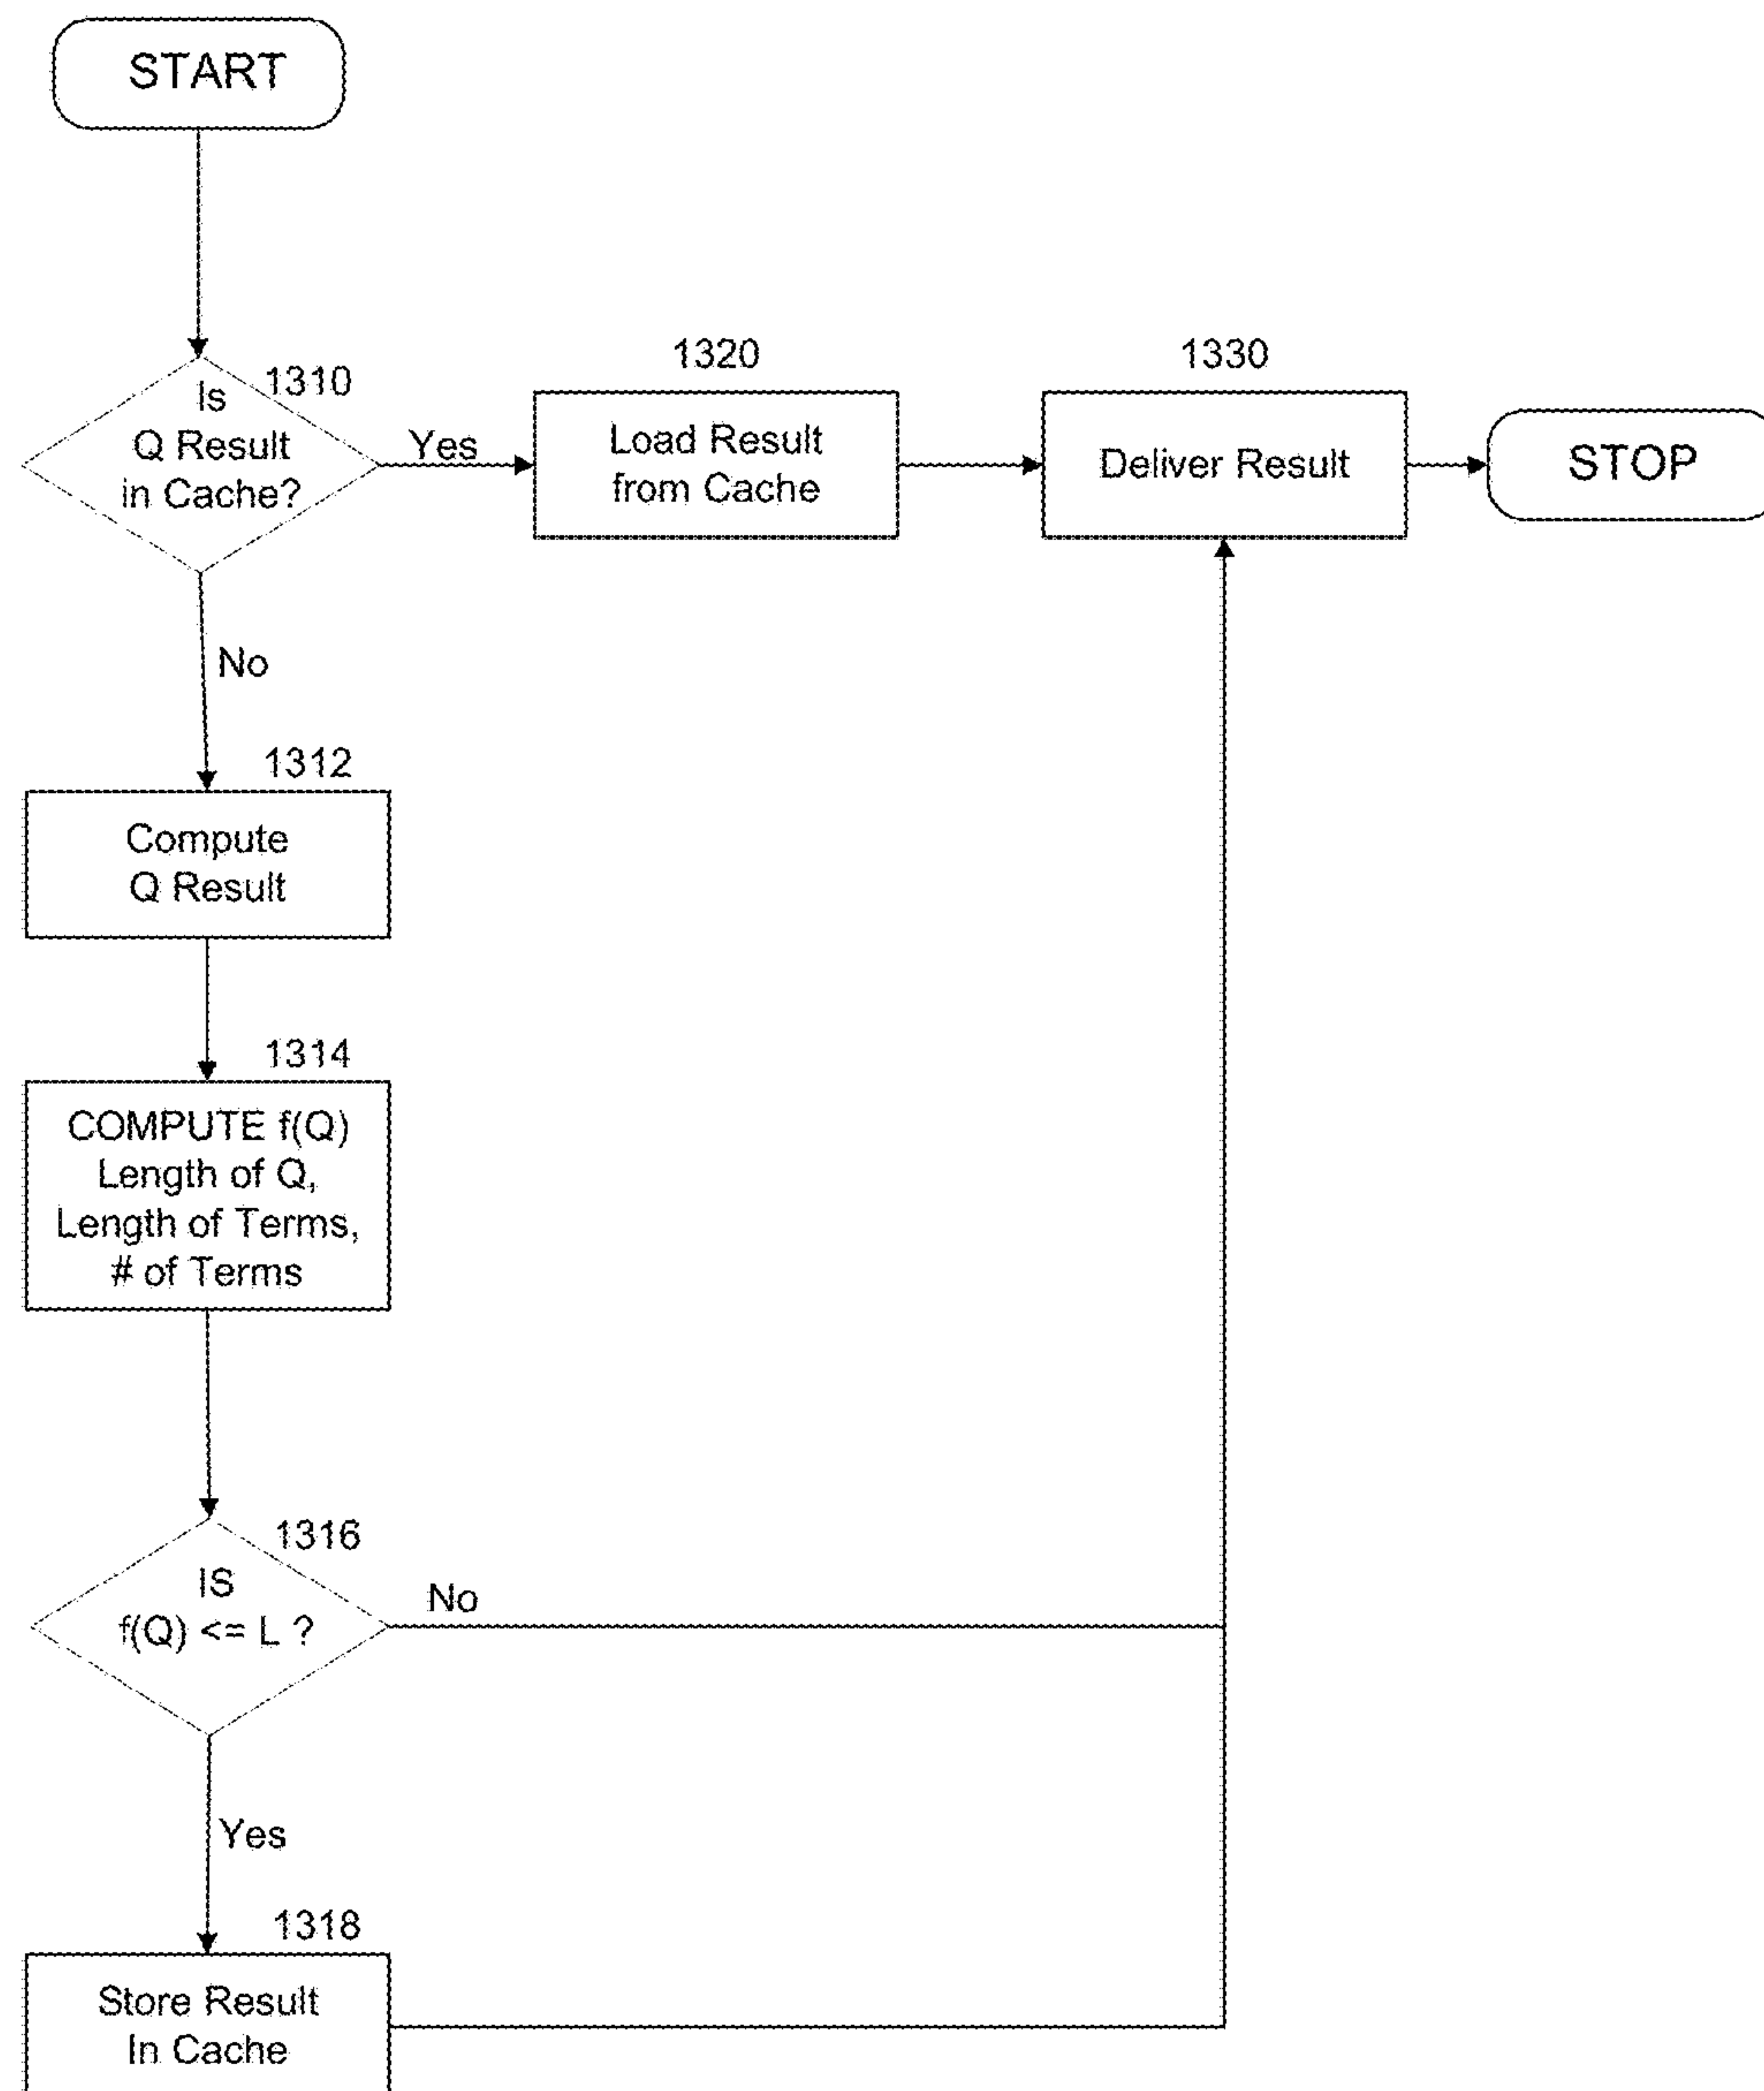 START
1310
Is
Q Result
in Cache?
Yes
1320
Load Result
from Cache
1330
Deliver Result
STOP
No
1312
Compute
Q Result
1314
COMPUTE f(Q)
Length of Q,
Length of Terms,
# of Terms
1316
IS
f(Q) <= L ?
No
Yes
1318
Store Result
In Cache